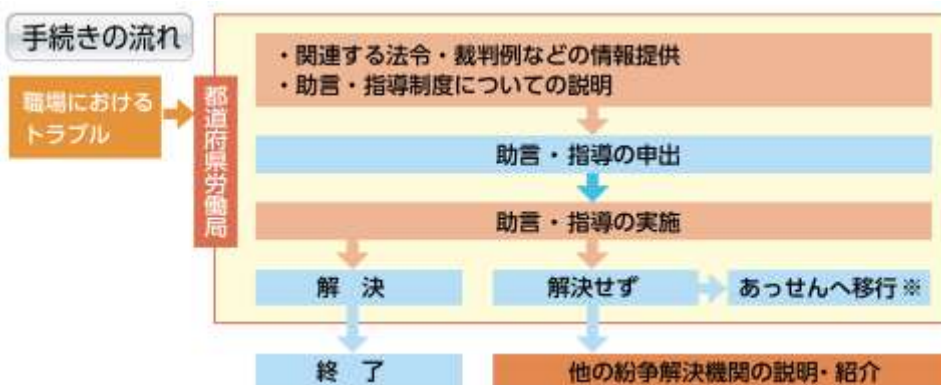 手続きの流れ
職場における
トラブル
都道府県労働局
・関連する法令・裁判例などの情報提供
・助言・指導制度についての説明
助言・指導の申出
助言・指導の実施
解 決
解決せず
あっせんへ移行※
終 了
他の紛争解決機関の説明・紹介